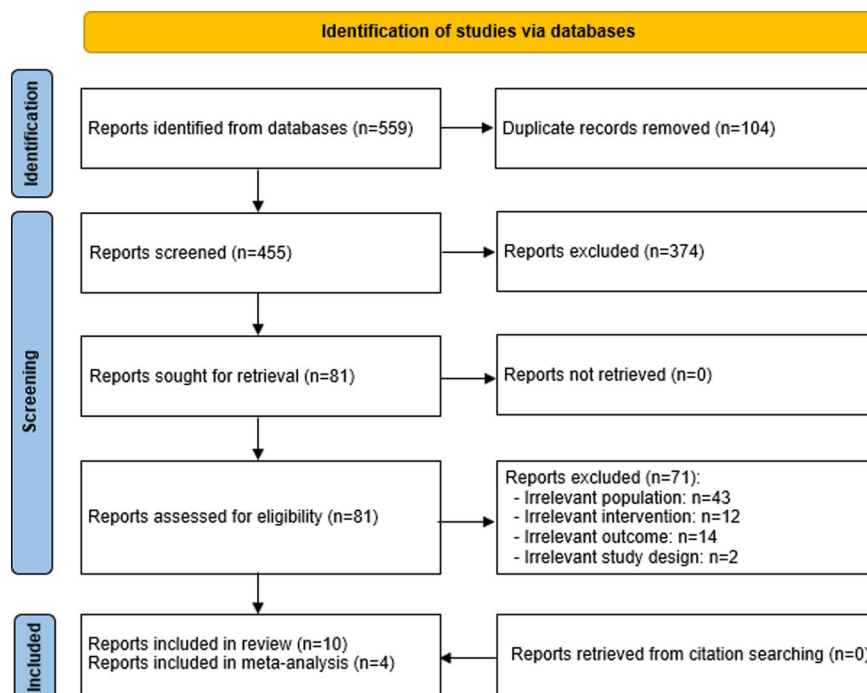 Identification of studies via databases
Identification
Reports identified from databases (n=559)
Duplicate records removed (n=104)
Screening
Reports screened (n=455)
Reports excluded (n=374)
Reports sought for retrieval (n=81)
Reports not retrieved (n=0)
Reports assessed for eligibility (n=81)
Reports excluded (n=71):
- Irrelevant population: n=43
- Irrelevant intervention: n=12
- Irrelevant outcome: n=14
- Irrelevant study design: n=2
Included
Reports included in review (n=10)
Reports included in meta-analysis (n=4)
Reports retrieved from citation searching (n=0)